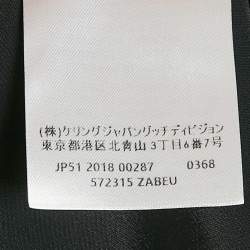 (株)ケリングジャパングッチディビジョン
東京都港区北青山3丁目6番7号
JP51 2018 00287 0368
572315 ZABEU